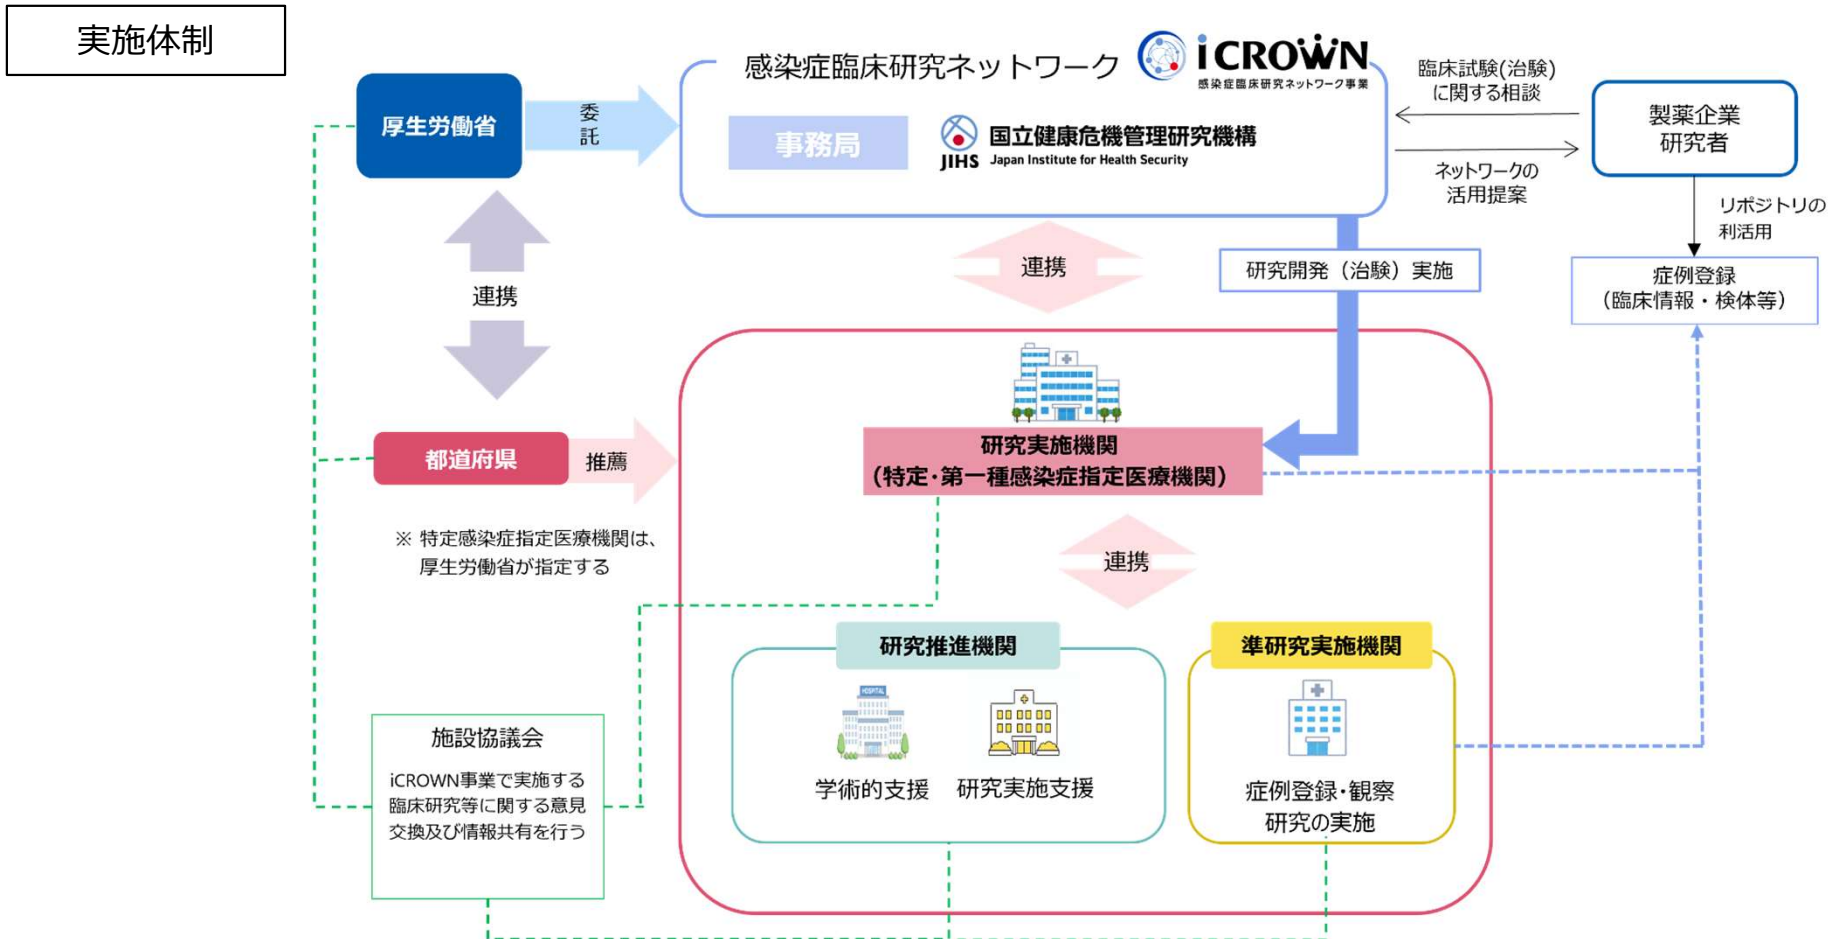 実施体制
感染症臨床研究ネットワーク
iCROWN
感染症臨床研究ネットワーク事業
厚生労働省
委
託
事務局
JIHS
国立健康危機管理研究機構
Japan Institute for Health Security
臨床試験(治験)
に関する相談
製薬企業
研究者
ネットワークの
活用提案
リポジトリの
利活用
連携
連携
研究開発（治験）実施
症例登録
（臨床情報・検体等）
都道府県
推薦
研究実施機関
（特定･第一種感染症指定医療機関）
※ 特定感染症指定医療機関は、
厚生労働省が指定する
連携
研究推進機関
HOSPITAL
学術的支援
研究実施支援
準研究実施機関
症例登録･観察
研究の実施
施設協議会
iCROWN事業で実施する
臨床研究等に関する意見
交換及び情報共有を行う